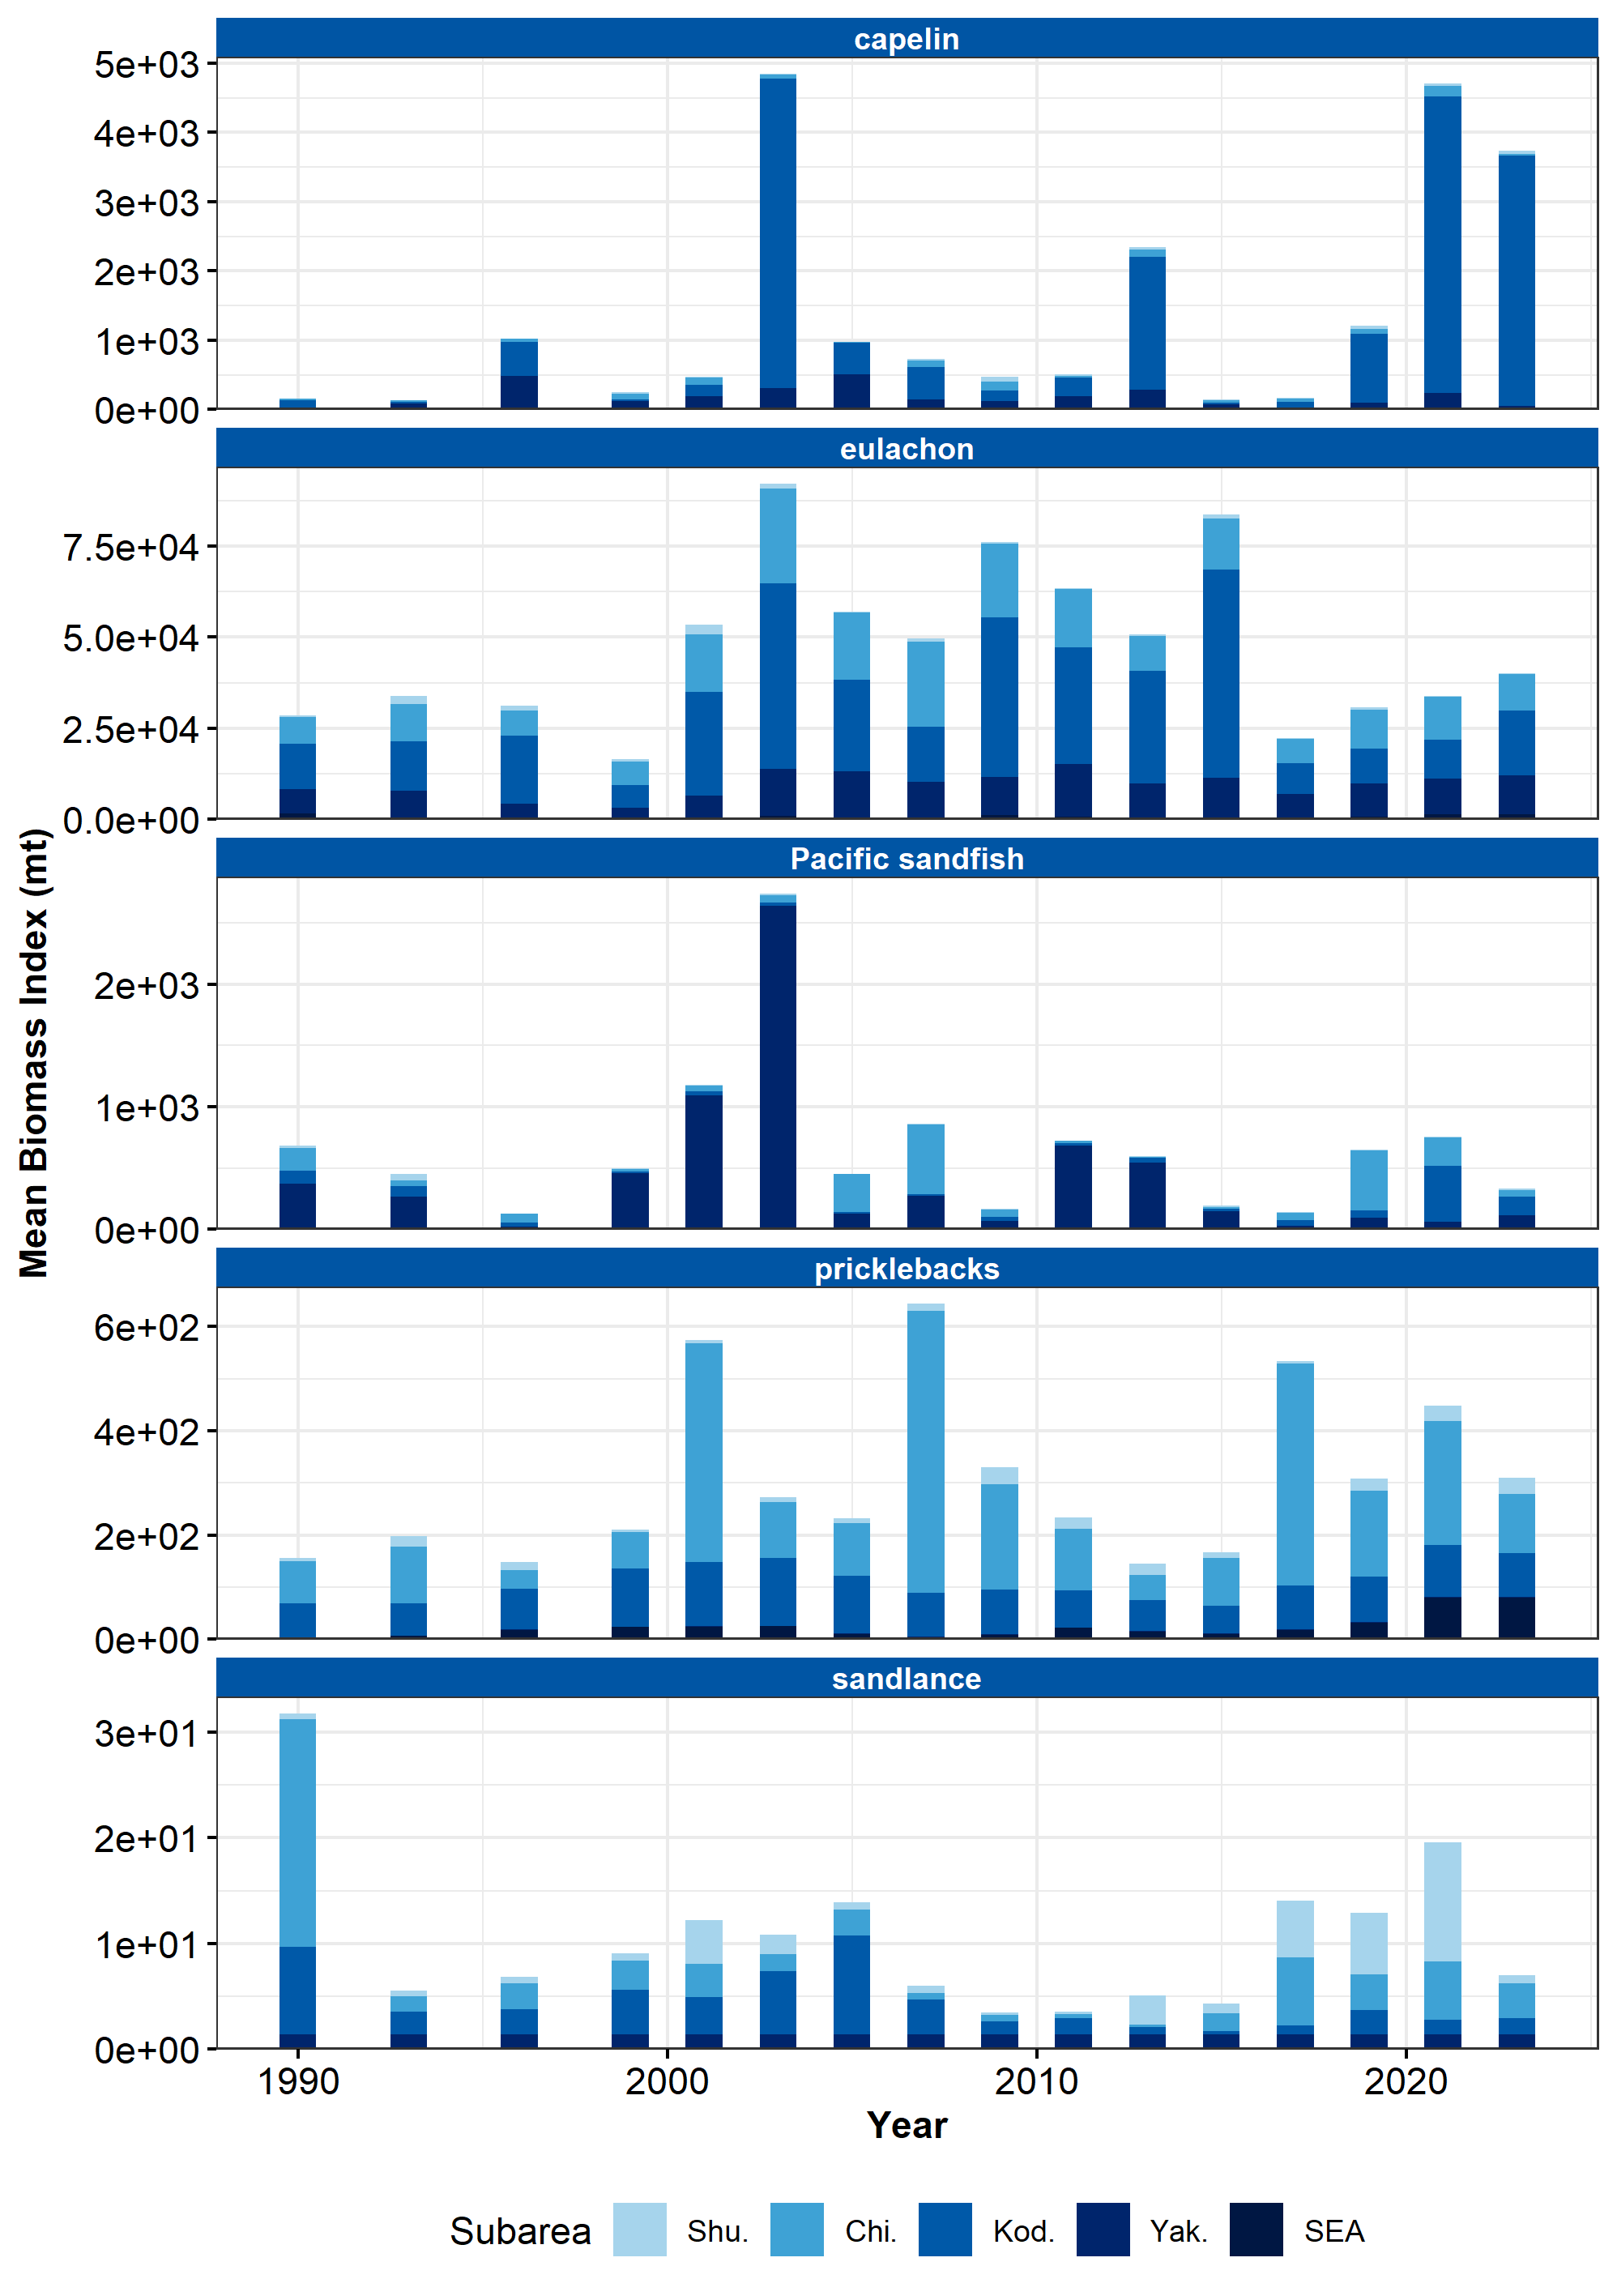 capelin
5e+03
4e+03
3e+03
2e+03
1e+03
0e+00
eulachon
7.5e+04
5.0e+04
2.5e+04
0.0e+00
Pacific sandfish
2e+03
1e+03
0e+00
pricklebacks
6e+02
4e+02
2e+02
0e+00
sandlance
3e+01
2e+01
1e+01
0e+00
Mean Biomass Index (mt)
1990 2000 2010 2020
Year
Subarea Shu. Chi. Kod. Yak. SEA